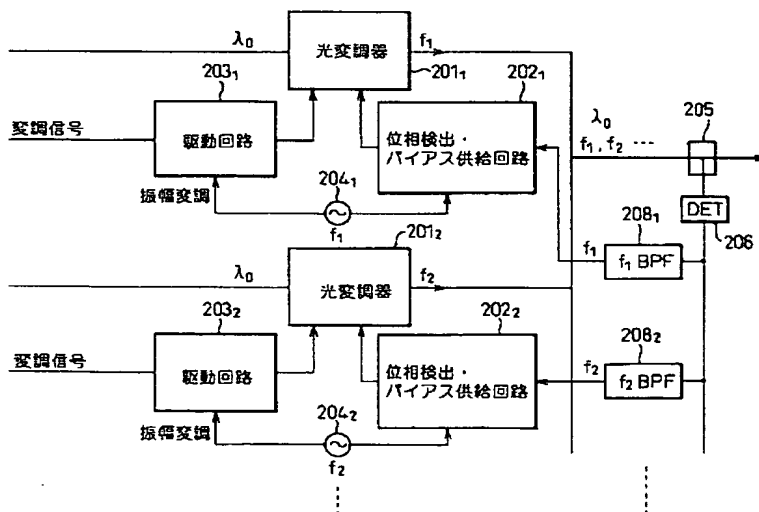 λ₀
光変調器
f₁
201₁
203₁
202₁
変調信号
駆動回路
位相検出・
バイアス供給回路
振幅変調
204₁
f₁
λ₀
f₁, f₂ …
205
DET
206
208₁
f₁
f₁ BPF
201₂
λ₀
光変調器
f₂
203₂
202₂
変調信号
駆動回路
位相検出・
バイアス供給回路
208₂
f₂
f₂ BPF
振幅変調
204₂
f₂